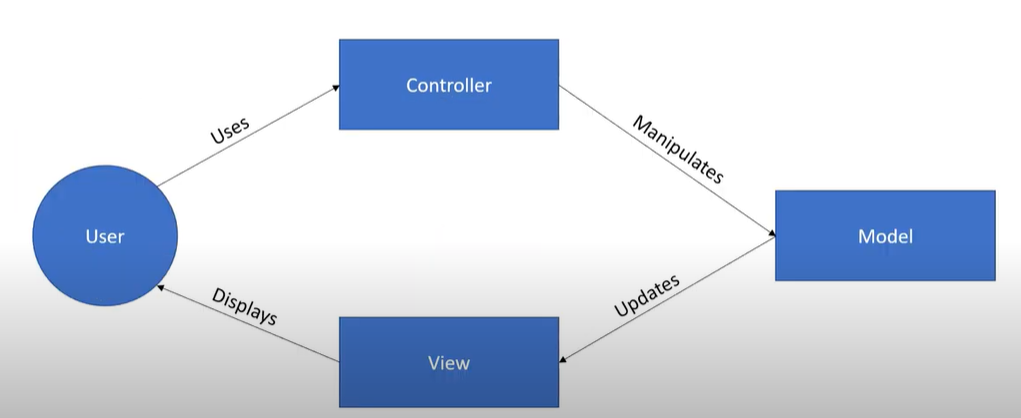 Controller
Uses
Manipulates
User
Model
Updates
Displays
View